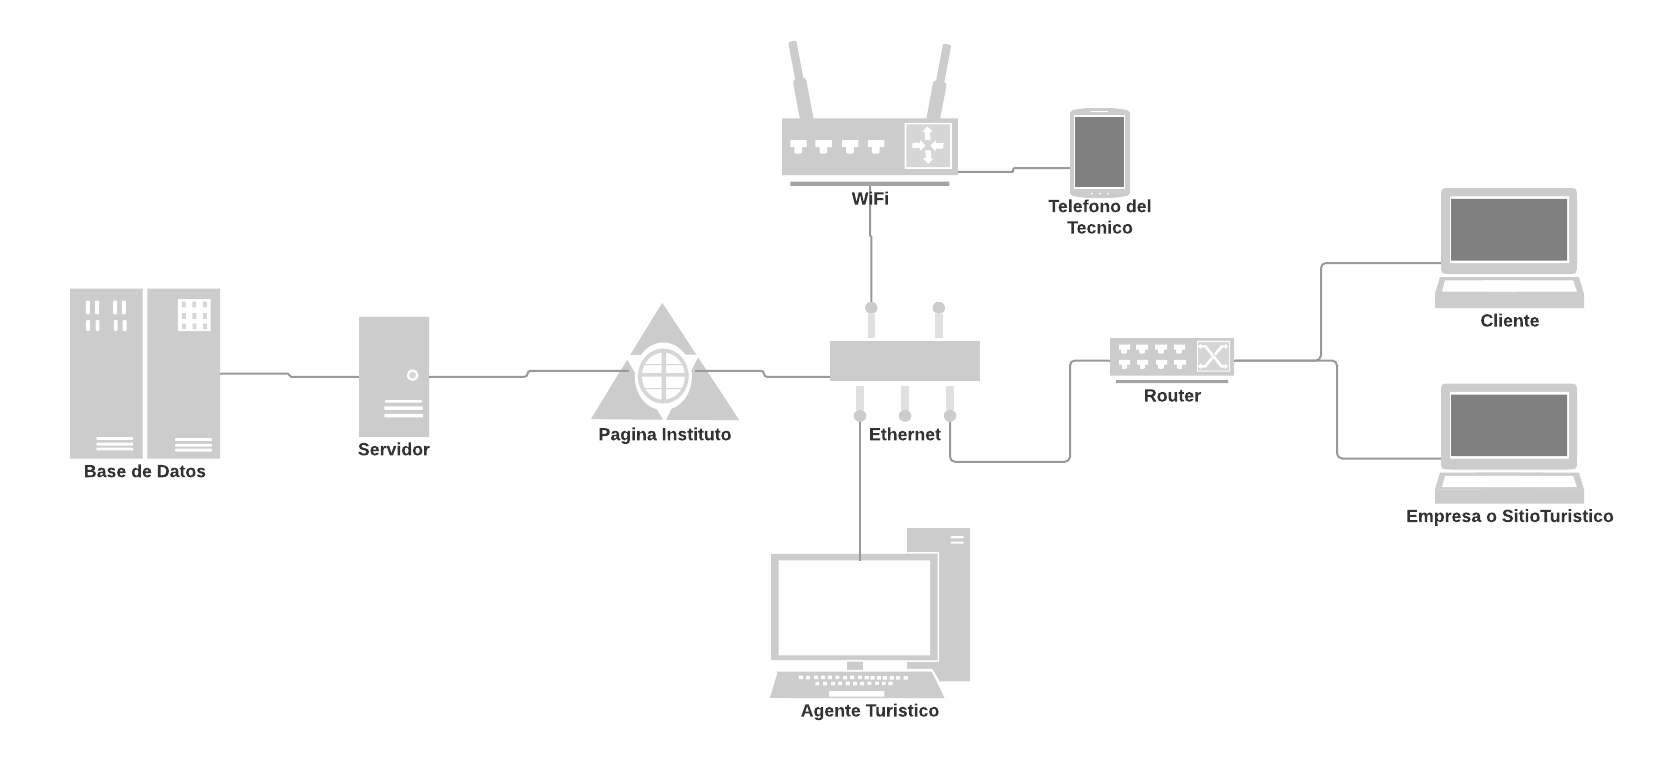 WiFi
Telefono del
Tecnico
Cliente
Router
Pagina Instituto
Ethernet
Servidor
Base de Datos
Empresa o SitioTuristico
Agente Turistico